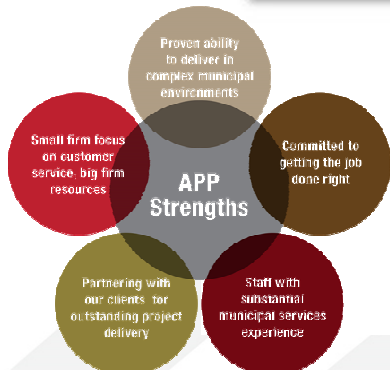 Proven ability
to deliver in
complex municipal
environments
Small firm focus
on customer
service, big firm
resources
Committed to
getting the job
done right
APP
Strengths
Partnering with
our clients for
outstanding project
delivery
Staff with
substantial
municipal services
experience